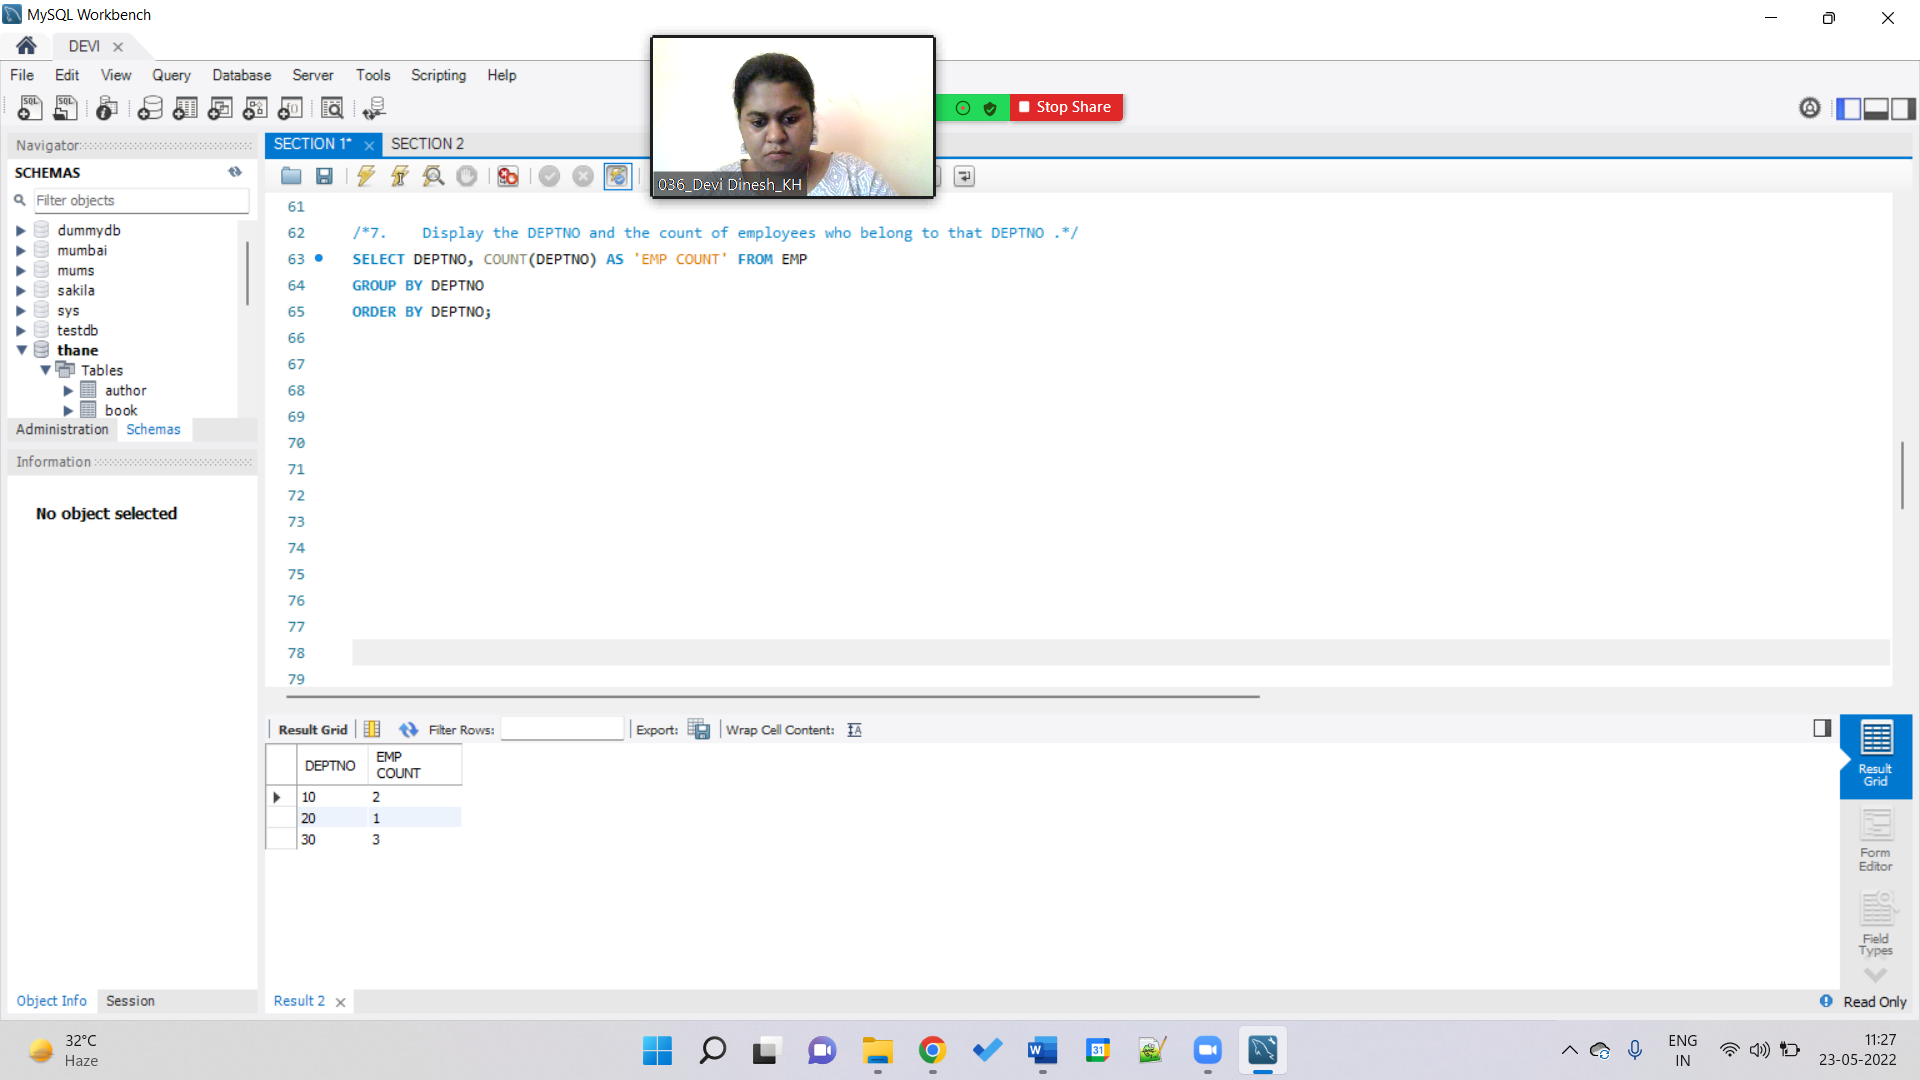 MySQL Workbench
DEVI
File Edit View Query Database Server Tools Scripting Help
Stop Share
036_Devi Dinesh_KH
Navigator
SCHEMAS
Filter objects
dummydb
mumbai
mums
sakila
sys
testdb
thane
Tables
author
book
Administration Schemas
Information
No object selected
Object Info Session
SECTION 1* SECTION 2
61
62 /*7. Display the DEPTNO and the count of employees who belong to that DEPTNO .*/
63 SELECT DEPTNO, COUNT(DEPTNO) AS 'EMP COUNT' FROM EMP
64 GROUP BY DEPTNO
65 ORDER BY DEPTNO;
66
67
68
69
70
71
72
73
74
75
76
77
78
79
Result Grid Filter Rows: Export: Wrap Cell Content:
DEPTNO EMP COUNT
10 2
20 1
30 3
Result Grid
Form Editor
Field Types
Result 2
Read Only
32°C
Haze
31
ENG
IN
11:27
23-05-2022